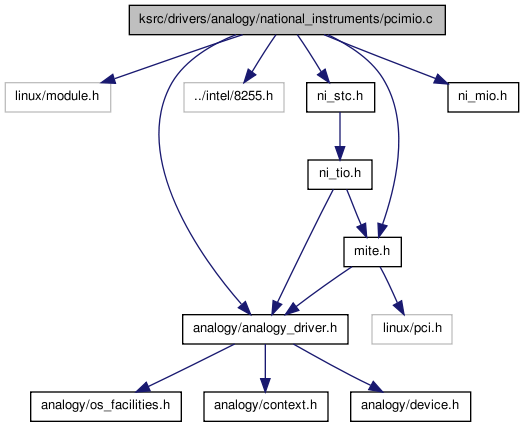 ksrc/drivers/analogy/national_instruments/pcimio.c
linux/module.h
../intel/8255.h
ni_stc.h
ni_mio.h
ni_tio.h
mite.h
analogy/analogy_driver.h
linux/pci.h
analogy/os_facilities.h
analogy/context.h
analogy/device.h